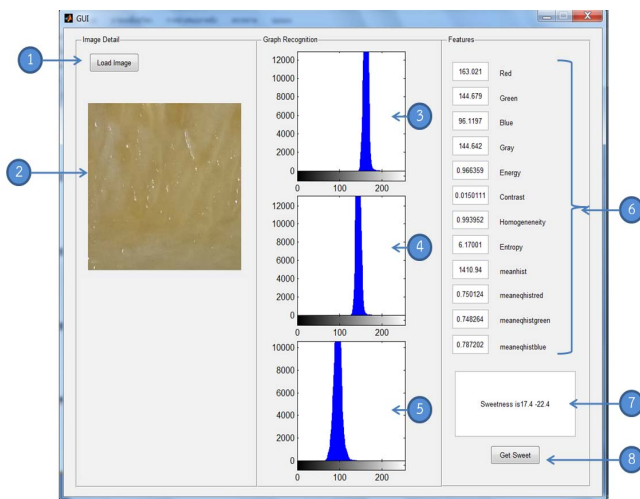 GUI
Image Detail
Graph Recognition
Features
1
Load Image
2
12000
10000
8000
6000
4000
2000
0
0 100 200
3
12000
10000
8000
6000
4000
2000
0
0 100 200
4
10000
8000
6000
4000
2000
0
0 100 200
5
163.021 Red
144.679 Green
96.1197 Blue
144.642 Gray
0.966359 Energy
0.0150111 Contrast
0.993952 Homogeneneity
6.17001 Entropy
1410.94 meanhist
0.750124 meaneqhistred
0.748264 meaneqhistgreen
0.787202 meaneqhistblue
6
Sweetness is17.4 -22.4
7
Get Sweet
8